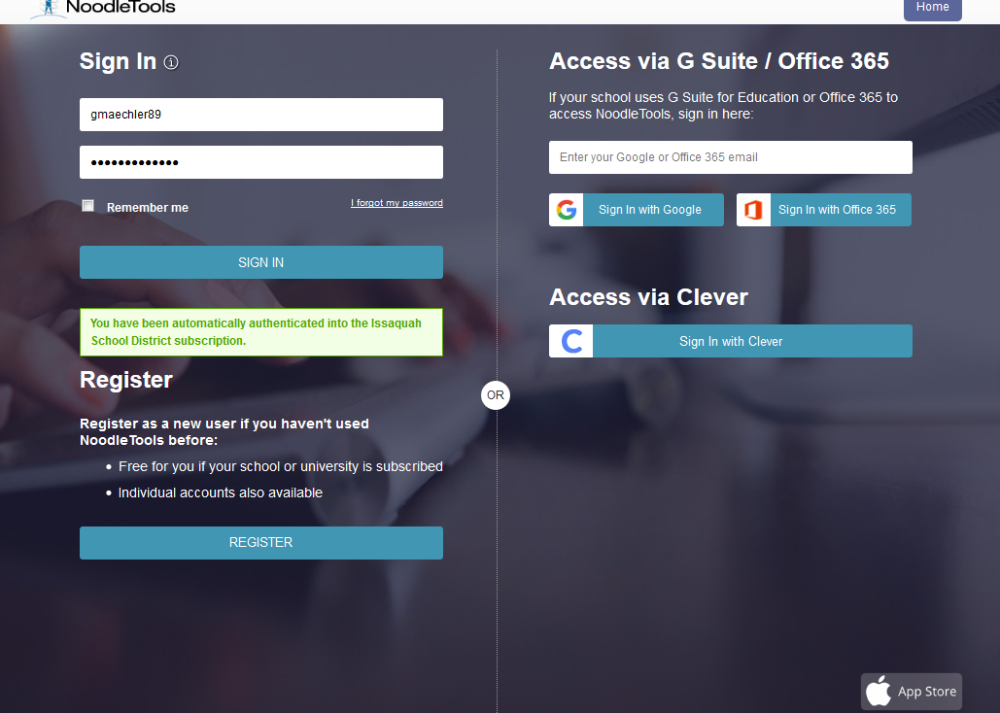 NoodleTools
Home
Sign In
gmaechler89
•••••••••••••
Remember me
I forgot my password
SIGN IN
You have been automatically authenticated into the Issaquah
School District subscription.
Register
Register as a new user if you haven't used
NoodleTools before:
• Free for you if your school or university is subscribed
• Individual accounts also available
REGISTER
OR
Access via G Suite / Office 365
If your school uses G Suite for Education or Office 365 to
access NoodleTools, sign in here:
Enter your Google or Office 365 email
Sign In with Google
Sign In with Office 365
Access via Clever
Sign In with Clever
App Store